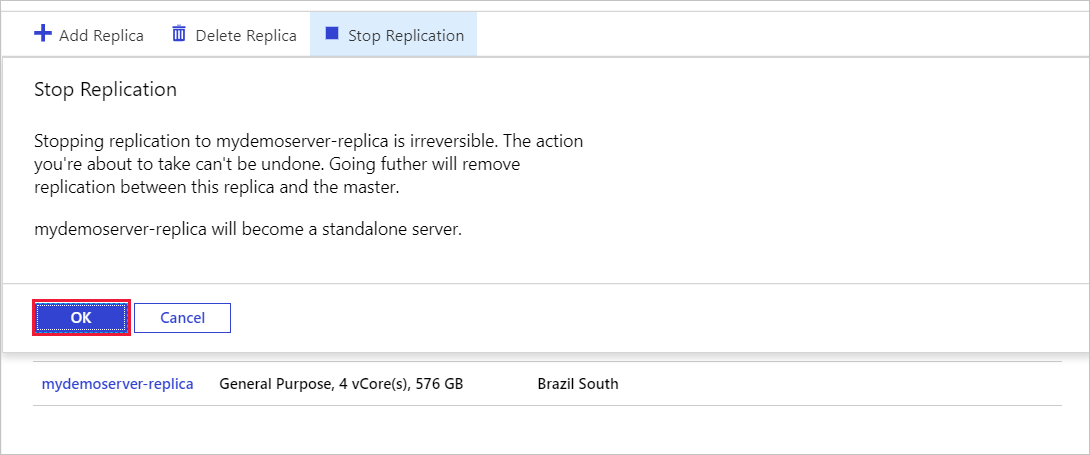 Add Replica Delete Replica Stop Replication
Stop Replication
Stopping replication to mydemoserver-replica is irreversible. The action
you're about to take can't be undone. Going futher will remove
replication between this replica and the master.
mydemoserver-replica will become a standalone server.
OK Cancel
mydemoserver-replica General Purpose, 4 vCore(s), 576 GB Brazil South